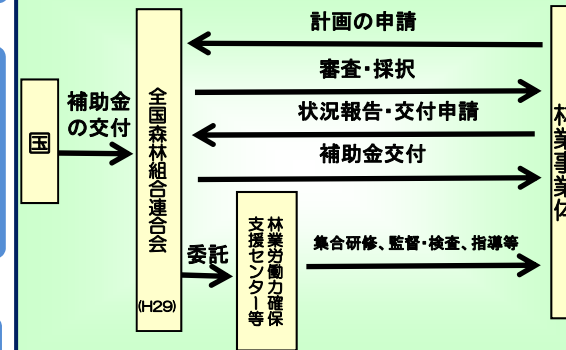 国
補助金
の交付
全国森林組合連合会
(H29)
計画の申請
審査・採択
状況報告・交付申請
補助金交付
委託
林業労働力確保
支援センター等
集合研修、監督・検査、指導等
林業事業体